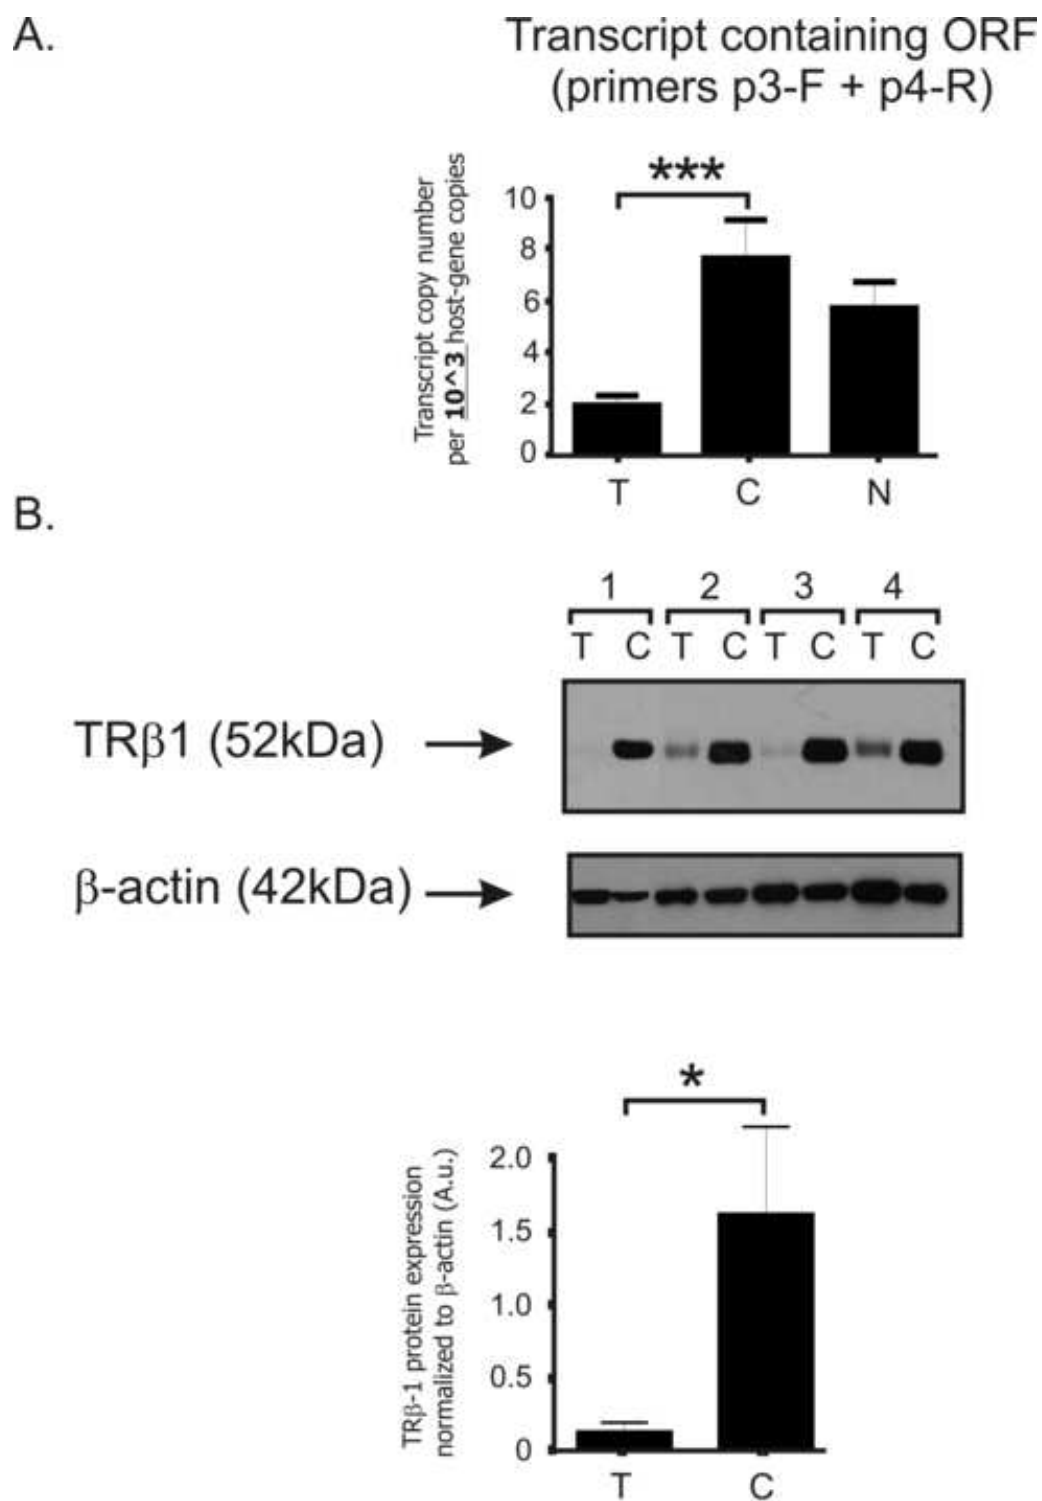 A.
Transcript containing ORF
(primers p3-F + p4-R)
Transcript copy number
per 10^3 host-gene copies
***
10
8
6
4
2
0
T C N
B.
1 2 3 4
T C T C T C T C
TRβ1 (52kDa)
β-actin (42kDa)
*
TRβ-1 protein expression
normalized to β-actin (A.u.)
2.0
1.5
1.0
0.5
0
T C